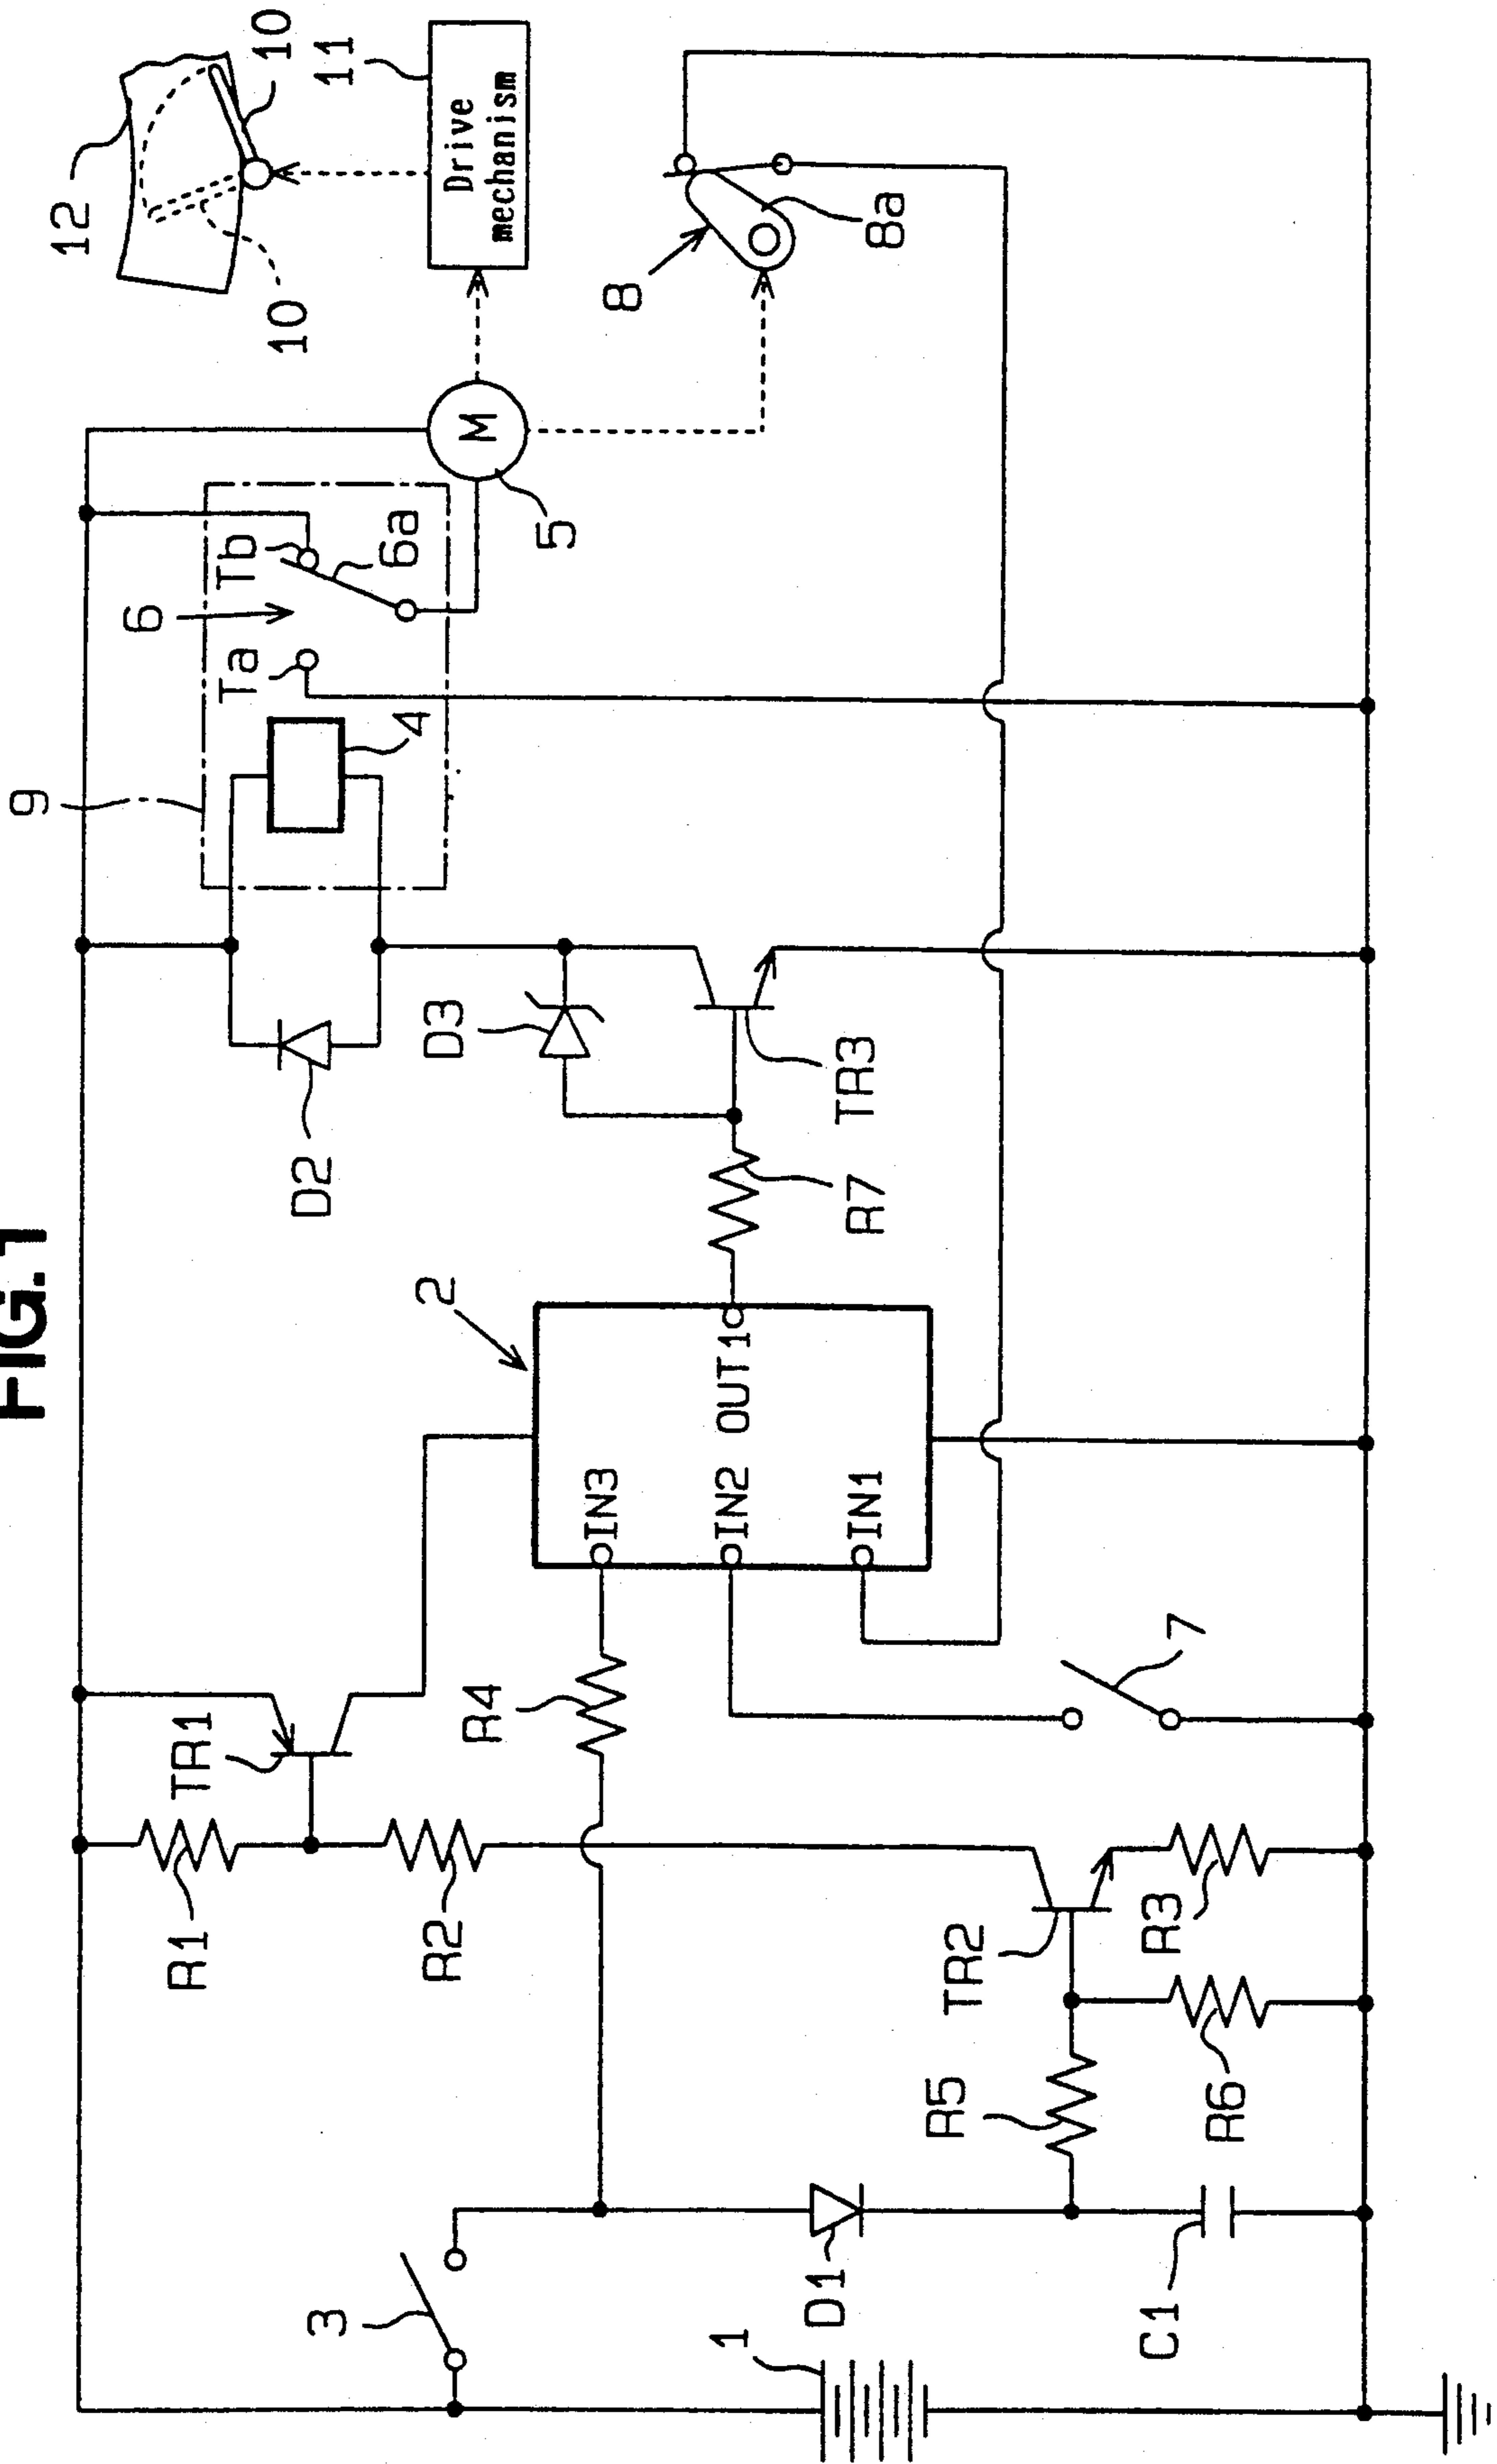 FIG.1
9
6
Ta
Tb
6a
4
12
10
10
11
Drive
mechanism
M
5
8
8a
D2
D3
TR3
R7
2
IN3
IN2
OUT1
IN1
TR1
R1
R2
R4
7
TR2
R3
R5
R6
3
1
D1
C1